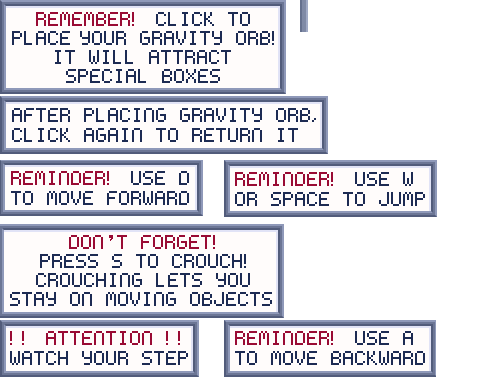 REMEMBER! CLICK TO
PLACE YOUR GRAVITY ORB!
IT WILL ATTRACT
SPECIAL BOXES
AFTER PLACING GRAVITY ORB,
CLICK AGAIN TO RETURN IT
REMINDER! USE D
TO MOVE FORWARD
REMINDER! USE W
OR SPACE TO JUMP
DON'T FORGET!
PRESS S TO CROUCH!
CROUCHING LETS YOU
STAY ON MOVING OBJECTS
!! ATTENTION !!
WATCH YOUR STEP
REMINDER! USE A
TO MOVE BACKWARD